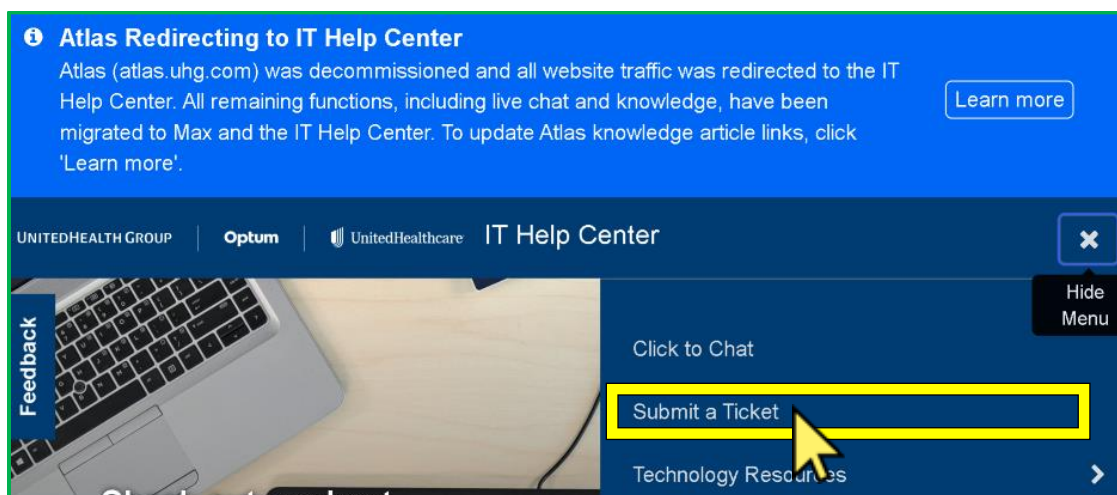 Atlas Redirecting to IT Help Center
Atlas (atlas.uhg.com) was decommissioned and all website traffic was redirected to the IT
Help Center. All remaining functions, including live chat and knowledge, have been
migrated to Max and the IT Help Center. To update Atlas knowledge article links, click
'Learn more'.
Learn more
UNITEDHEALTH GROUP | Optum | UnitedHealthcare IT Help Center
Hide
Menu
Feedback
Click to Chat
Submit a Ticket
Technology Resources